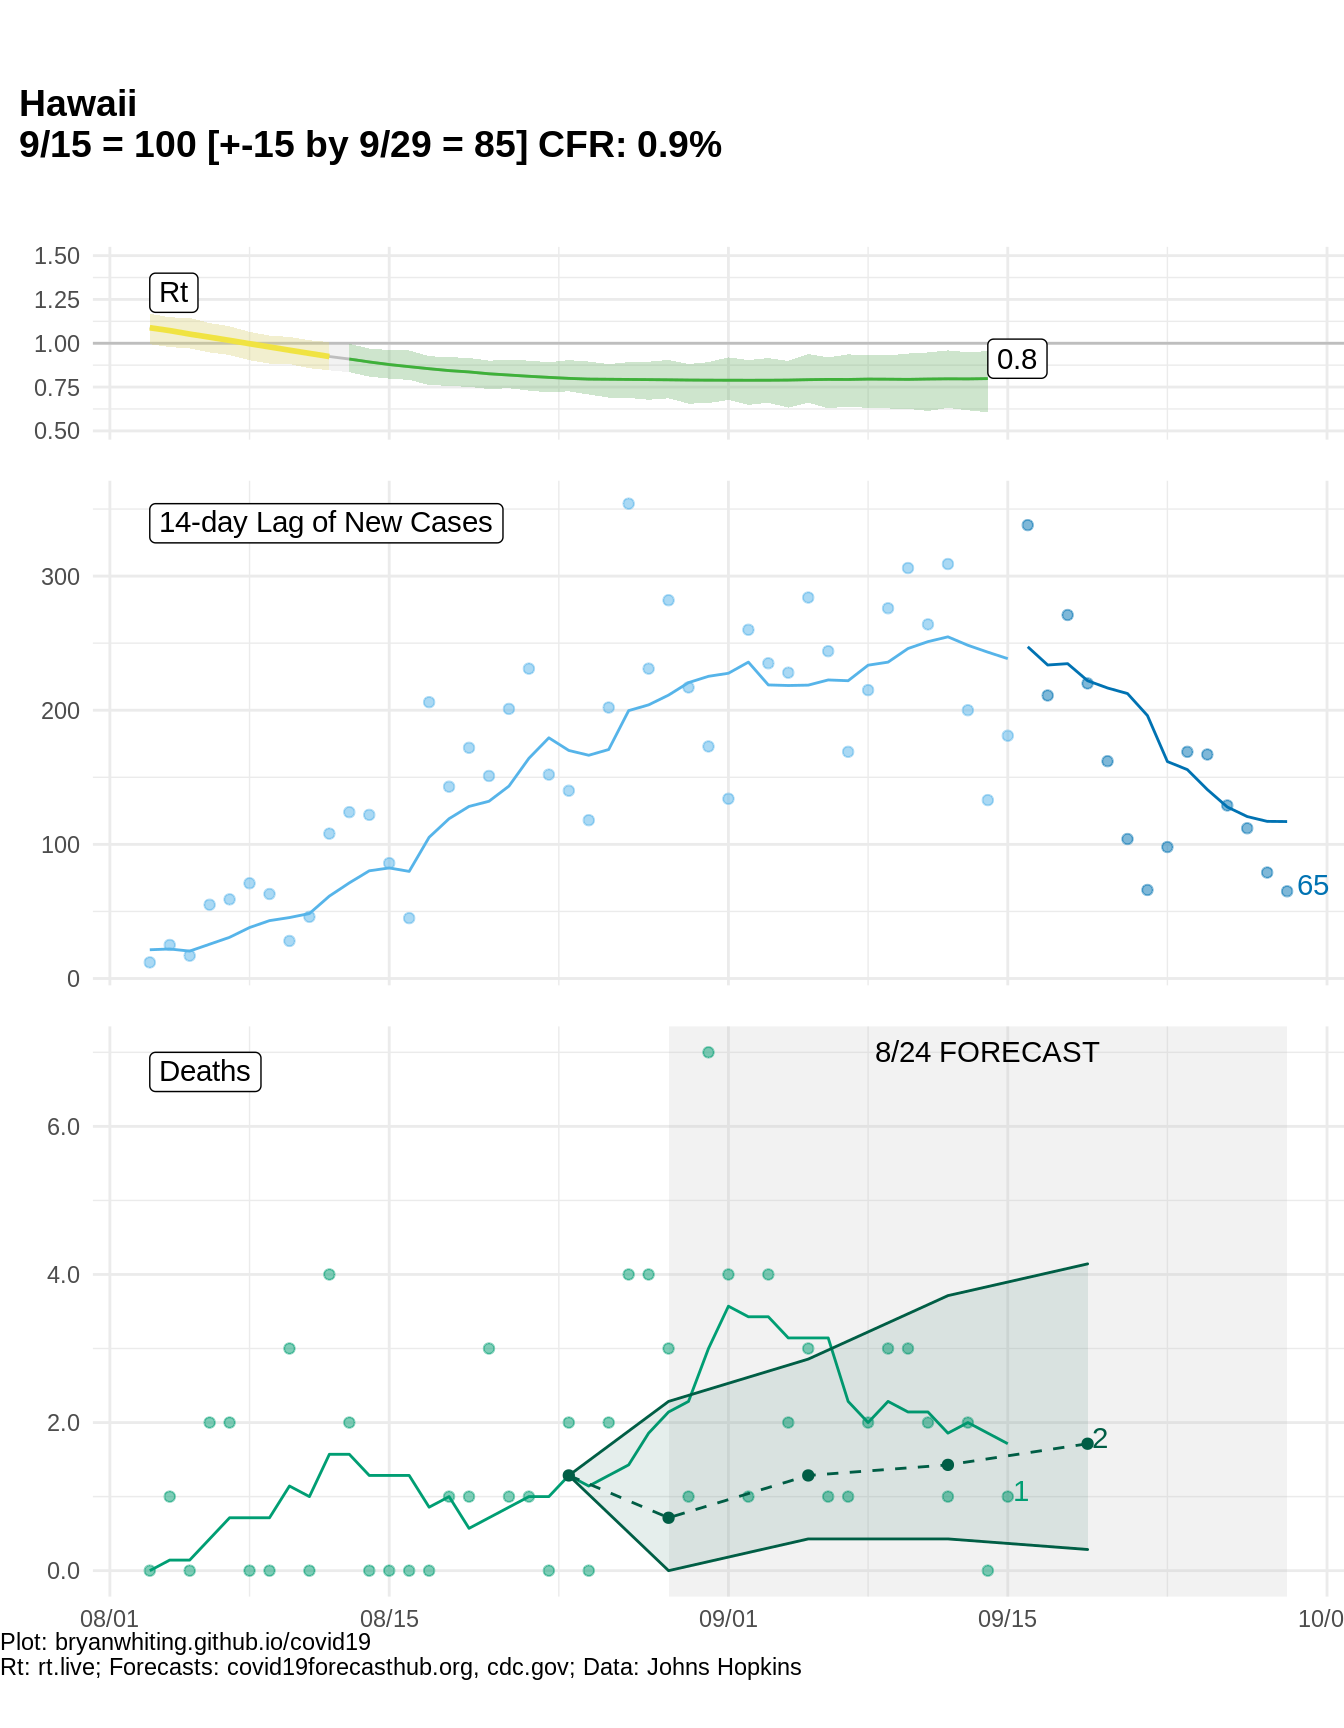 Hawaii
9/15 = 100 [+-15 by 9/29 = 85] CFR: 0.9%
1.50
Rt
1.25
1.00
0.8
0.75
0.50
14-day Lag of New Cases
300
200
100
65
0
8/24 FORECAST
Deaths
6.0
4.0
2.0
2
1
0.0
08/01 08/15 09/01 09/15 10/0
Plot: bryanwhiting.github.io/covid19
Rt: rt.live; Forecasts: covid19forecasthub.org, cdc.gov; Data: Johns Hopkins